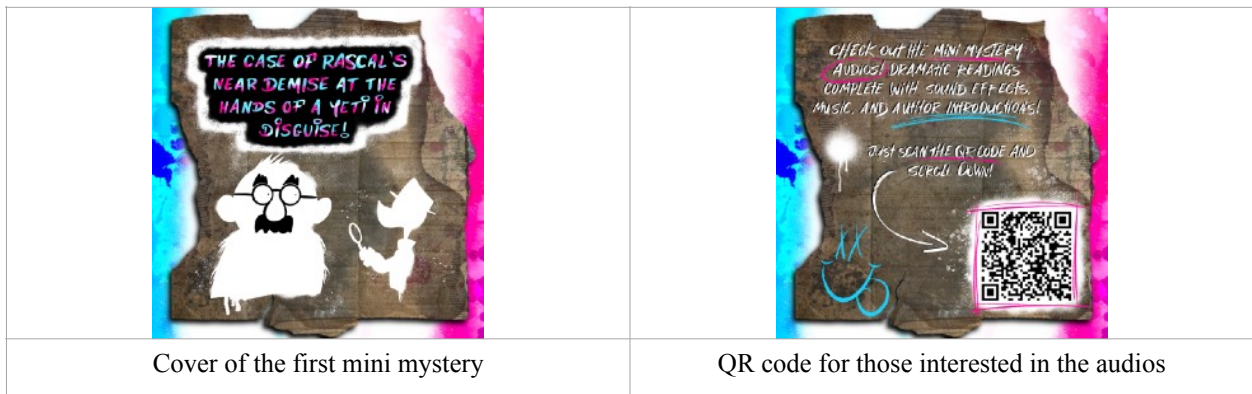 THE CASE OF RASCAL'S
NEAR DEMISE AT THE
HANDS OF A YETI IN
DISGUISE!
Cover of the first mini mystery
CHECK OUT THE MINI MYSTERY
AUDIOS! DRAMATIC READINGS
COMPLETE WITH SOUND EFFECTS,
MUSIC, AND AUTHOR INTRODUCTIONS!
JUST SCAN THE QR CODE AND
SCROLL DOWN!
QR code for those interested in the audios